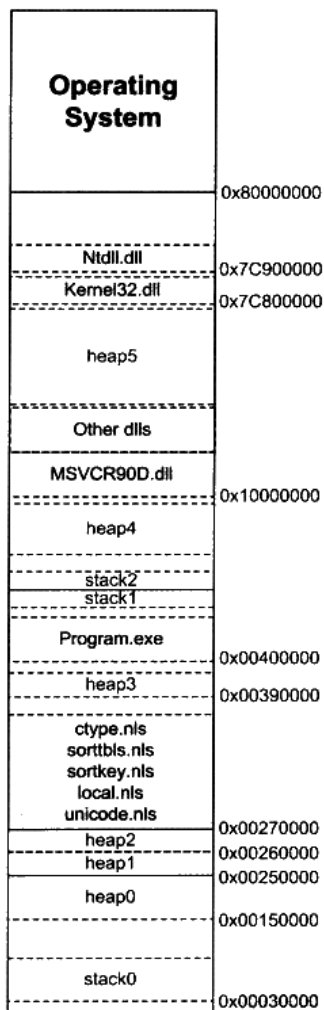 Operating
System
0x80000000
Ntdll.dll
0x7C900000
Kernel32.dll
0x7C800000
heap5
Other dlls
MSVCR90D.dll
0x10000000
heap4
stack2
stack1
Program.exe
0x00400000
heap3
0x00390000
ctype.nls
sorttbls.nls
sortkey.nls
local.nls
unicode.nls
0x00270000
heap2
0x00260000
heap1
0x00250000
heap0
0x00150000
stack0
0x00030000